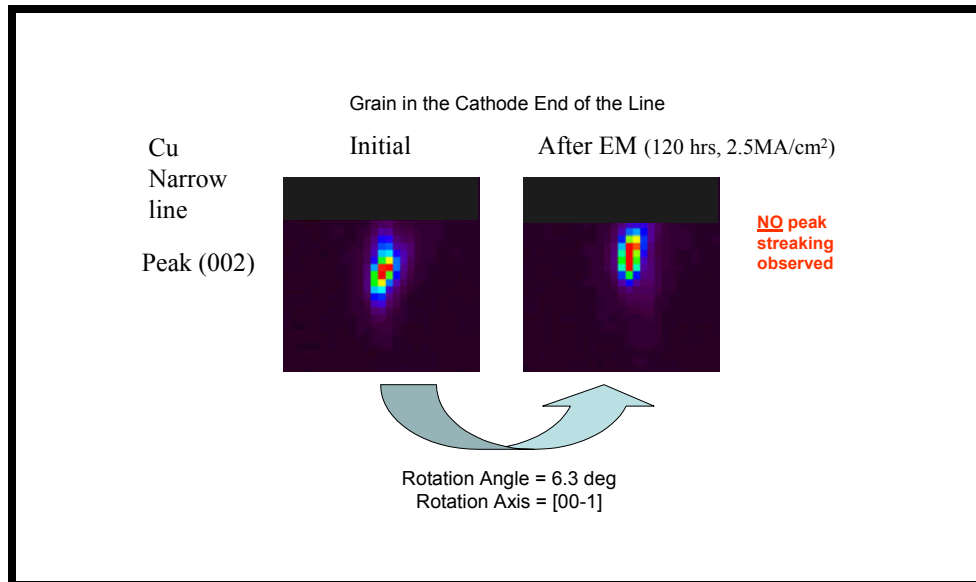 Grain in the Cathode End of the Line
Cu
Narrow
line
Initial
After EM (120 hrs, 2.5MA/cm²)
Peak (002)
NO peak
streaking
observed
Rotation Angle = 6.3 deg
Rotation Axis = [00-1]